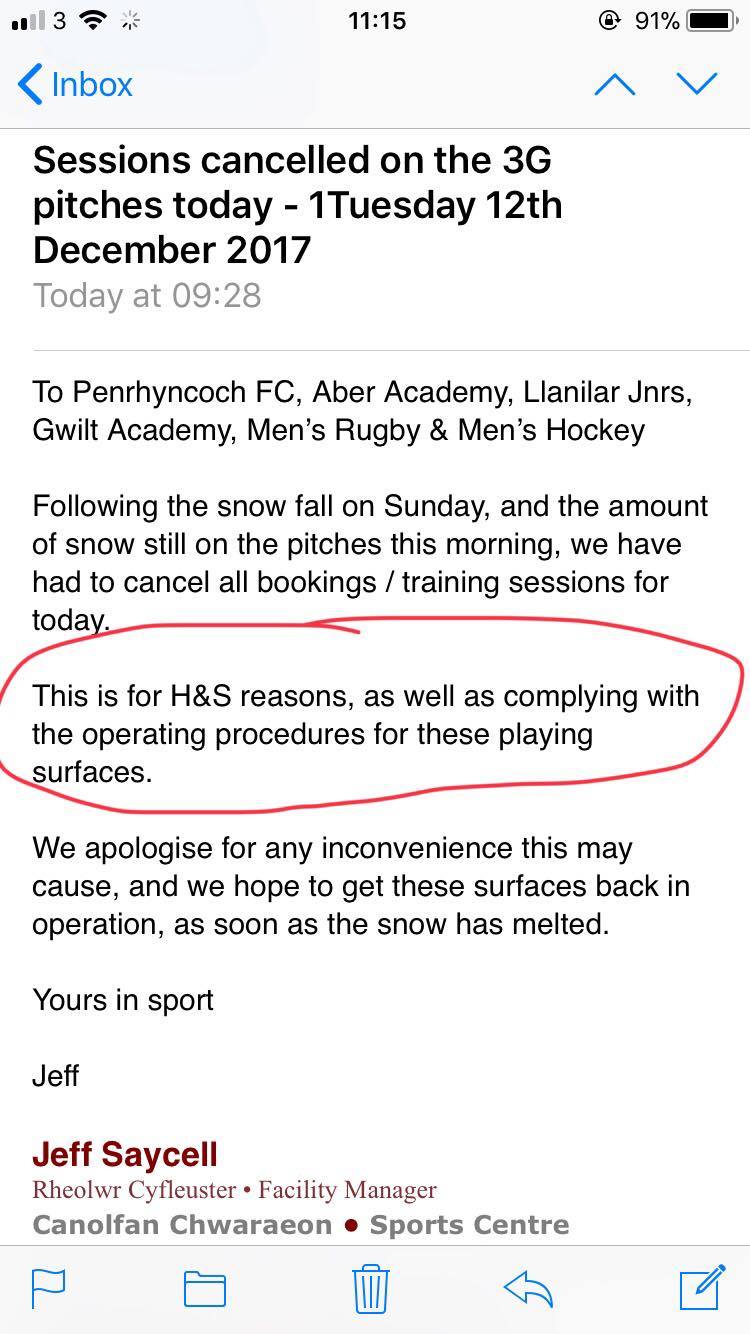 3 11:15 91%
Inbox
Sessions cancelled on the 3G
pitches today - 1Tuesday 12th
December 2017
Today at 09:28
To Penrhyncoch FC, Aber Academy, Llanilar Jnrs,
Gwilt Academy, Men’s Rugby & Men’s Hockey
Following the snow fall on Sunday, and the amount
of snow still on the pitches this morning, we have
had to cancel all bookings / training sessions for
today.
This is for H&S reasons, as well as complying with
the operating procedures for these playing
surfaces.
We apologise for any inconvenience this may
cause, and we hope to get these surfaces back in
operation, as soon as the snow has melted.
Yours in sport
Jeff
Jeff Saycell
Rheolwr Cyfleuster • Facility Manager
Canolfan Chwaraeon ● Sports Centre